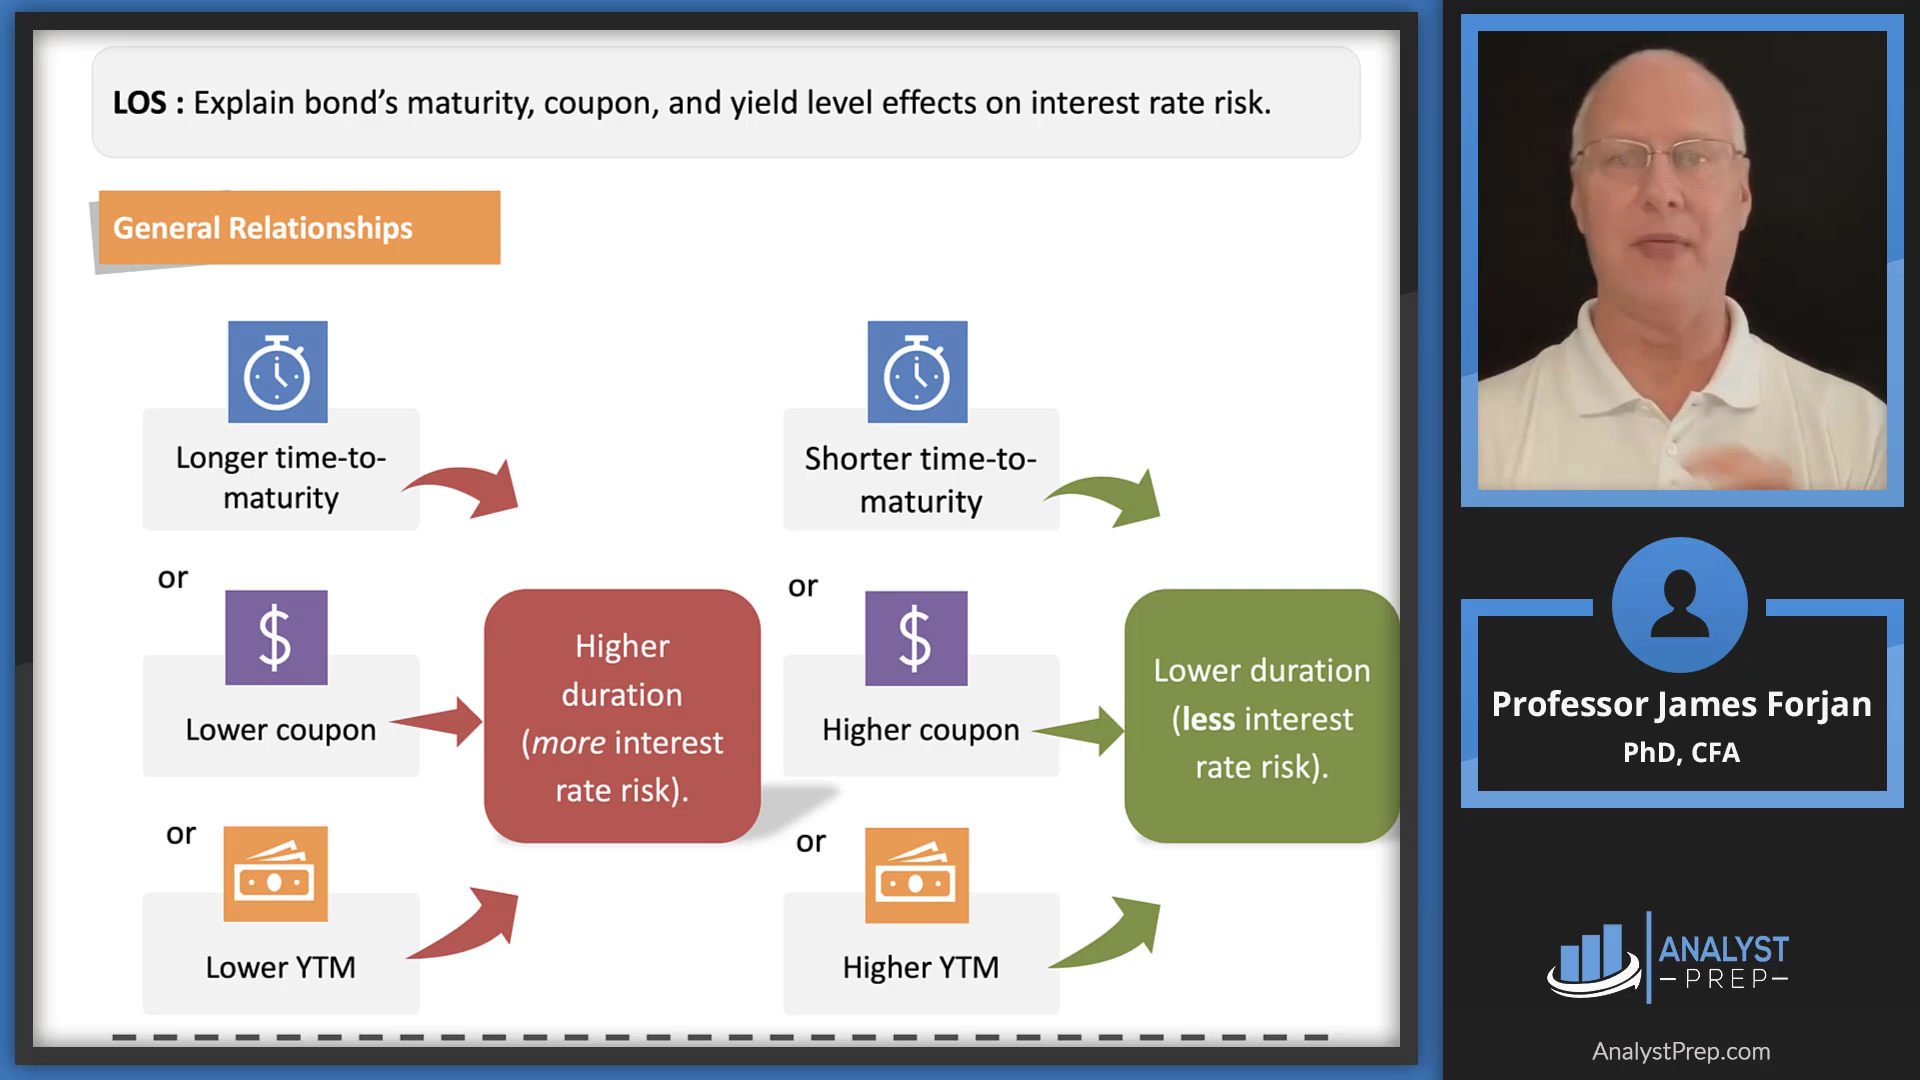 LOS : Explain bond’s maturity, coupon, and yield level effects on interest rate risk.
General Relationships
Longer time-to-
maturity
or
$
Lower coupon
or
Lower YTM
Higher
duration
(more interest
rate risk).
Shorter time-to-
maturity
or
$
Higher coupon
or
Higher YTM
Lower duration
(less interest
rate risk).
Professor James Forjan
PhD, CFA
ANALYST
PREP
AnalystPrep.com